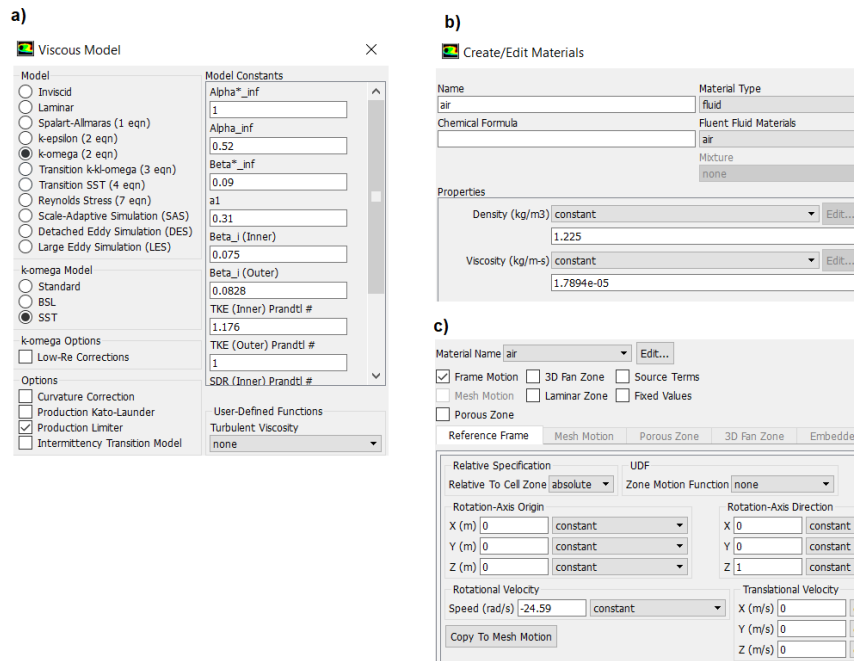 a)
Viscous Model
Model
Inviscid
Laminar
Spalart-Allmaras (1 eqn)
k-epsilon (2 eqn)
k-omega (2 eqn)
Transition k-kl-omega (3 eqn)
Transition SST (4 eqn)
Reynolds Stress (7 eqn)
Scale-Adaptive Simulation (SAS)
Detached Eddy Simulation (DES)
Large Eddy Simulation (LES)
k-omega Model
Standard
BSL
SST
k-omega Options
Low-Re Corrections
Options
Curvature Correction
Production Kato-Launder
Production Limiter
Intermittency Transition Model
Model Constants
Alpha*_inf
1
Alpha_inf
0.52
Beta*_inf
0.09
a1
0.31
Beta_i (Inner)
0.075
Beta_i (Outer)
0.0828
TKE (Inner) Prandtl #
1.176
TKE (Outer) Prandtl #
1
SDR (Inner) Prandtl #
User-Defined Functions
Turbulent Viscosity
none
b)
Create/Edit Materials
Name
air
Chemical Formula
Material Type
fluid
Fluent Fluid Materials
air
Mixture
none
Properties
Density (kg/m3) constant Edit...
1.225
Viscosity (kg/m-s) constant Edit...
1.7894e-05
c)
Material Name air Edit...
Frame Motion 3D Fan Zone Source Terms
Mesh Motion Laminar Zone Fixed Values
Porous Zone
Reference Frame Mesh Motion Porous Zone 3D Fan Zone Embedde
Relative Specification
Relative To Cell Zone absolute
UDF
Zone Motion Function none
Rotation-Axis Origin
X (m) 0 constant
Y (m) 0 constant
Z (m) 0 constant
Rotation-Axis Direction
X 0 constant
Y 0 constant
Z 1 constant
Rotational Velocity
Speed (rad/s) -24.59 constant
Copy To Mesh Motion
Translational Velocity
X (m/s) 0
Y (m/s) 0
Z (m/s) 0